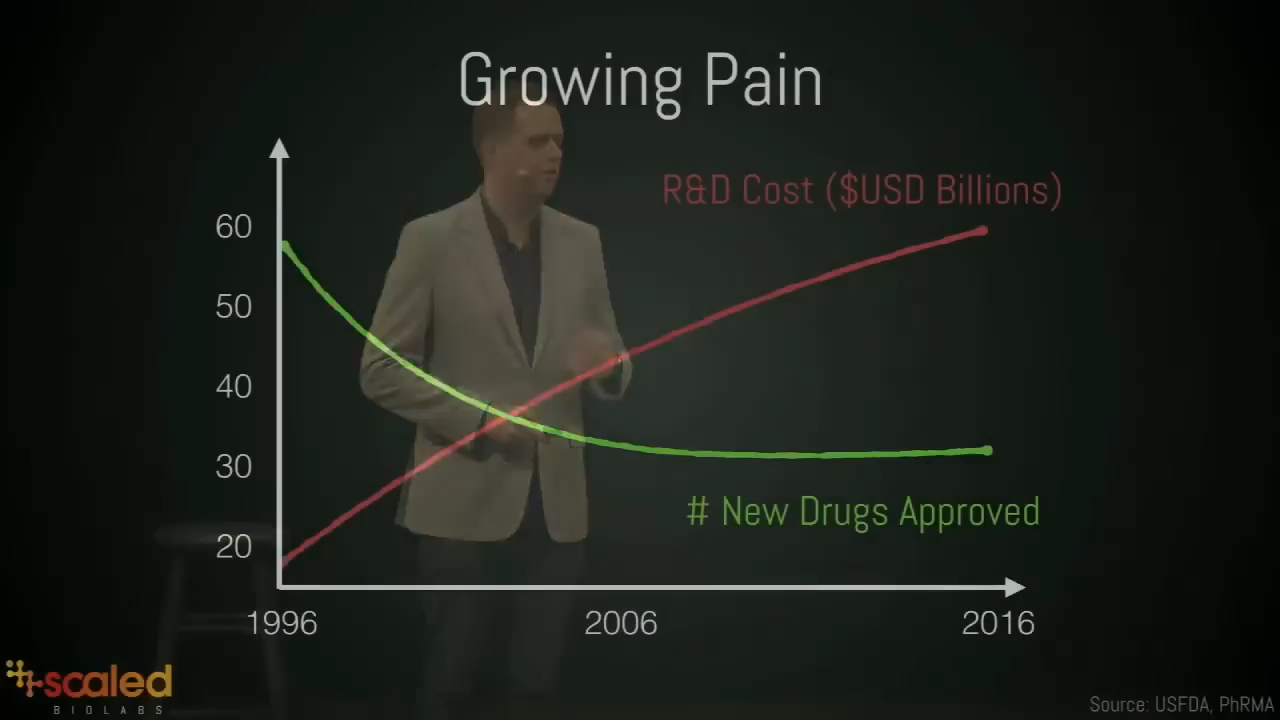 Growing Pain
R&D Cost ($USD Billions)
60
50
40
30
20
# New Drugs Approved
1996 2006 2016
scaled
BIOLABS
Source: USFDA, PhRMA